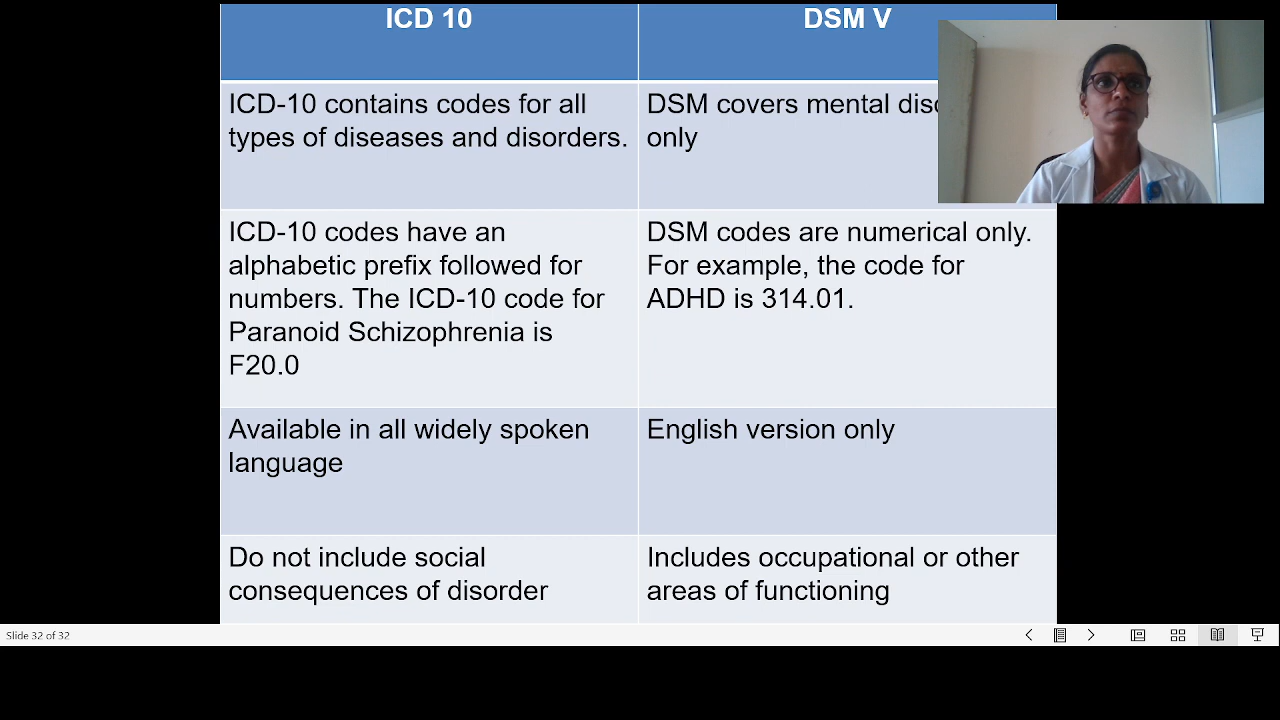 ICD 10
DSM V
ICD-10 contains codes for all
types of diseases and disorders.
DSM covers mental
only
ICD-10 codes have an
alphabetic prefix followed for
numbers. The ICD-10 code for
Paranoid Schizophrenia is
F20.0
DSM codes are numerical only.
For example, the code for
ADHD is 314.01.
Available in all widely spoken
language
English version only
Do not include social
consequences of disorder
Includes occupational or other
areas of functioning
Slide 32 of 32